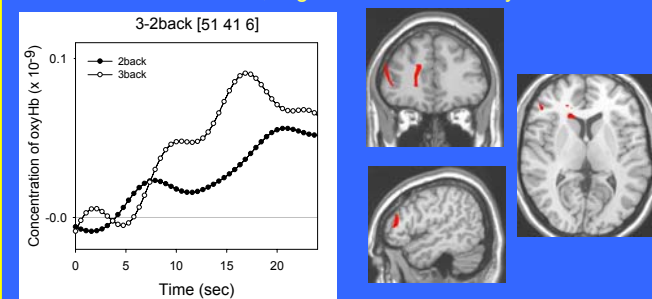 3-2back [51 41 6]
0.1
2back
3back
Concentration of oxyHb (x 10-9)
-0.0
0
5
10
15
20
Time (sec)